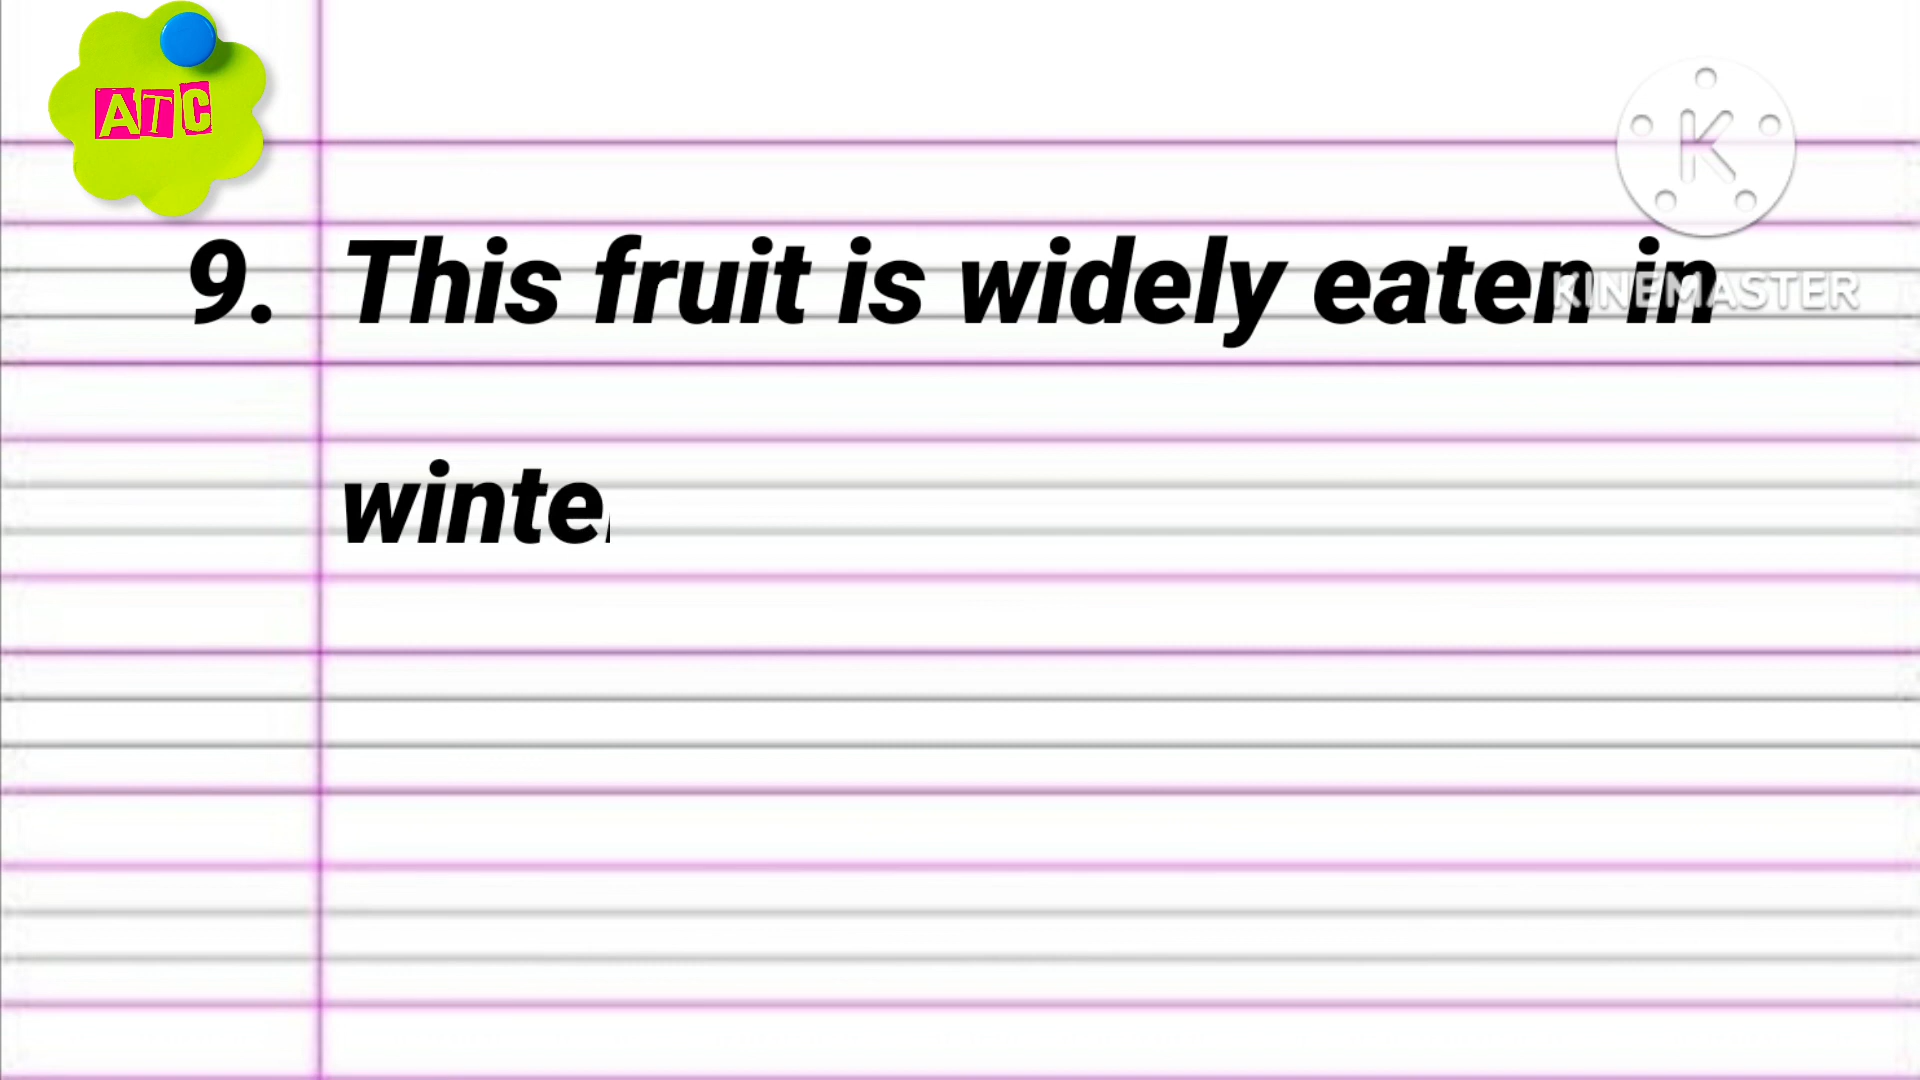 ATC
9. This fruit is widely eaten in
KINEMASTER
winte